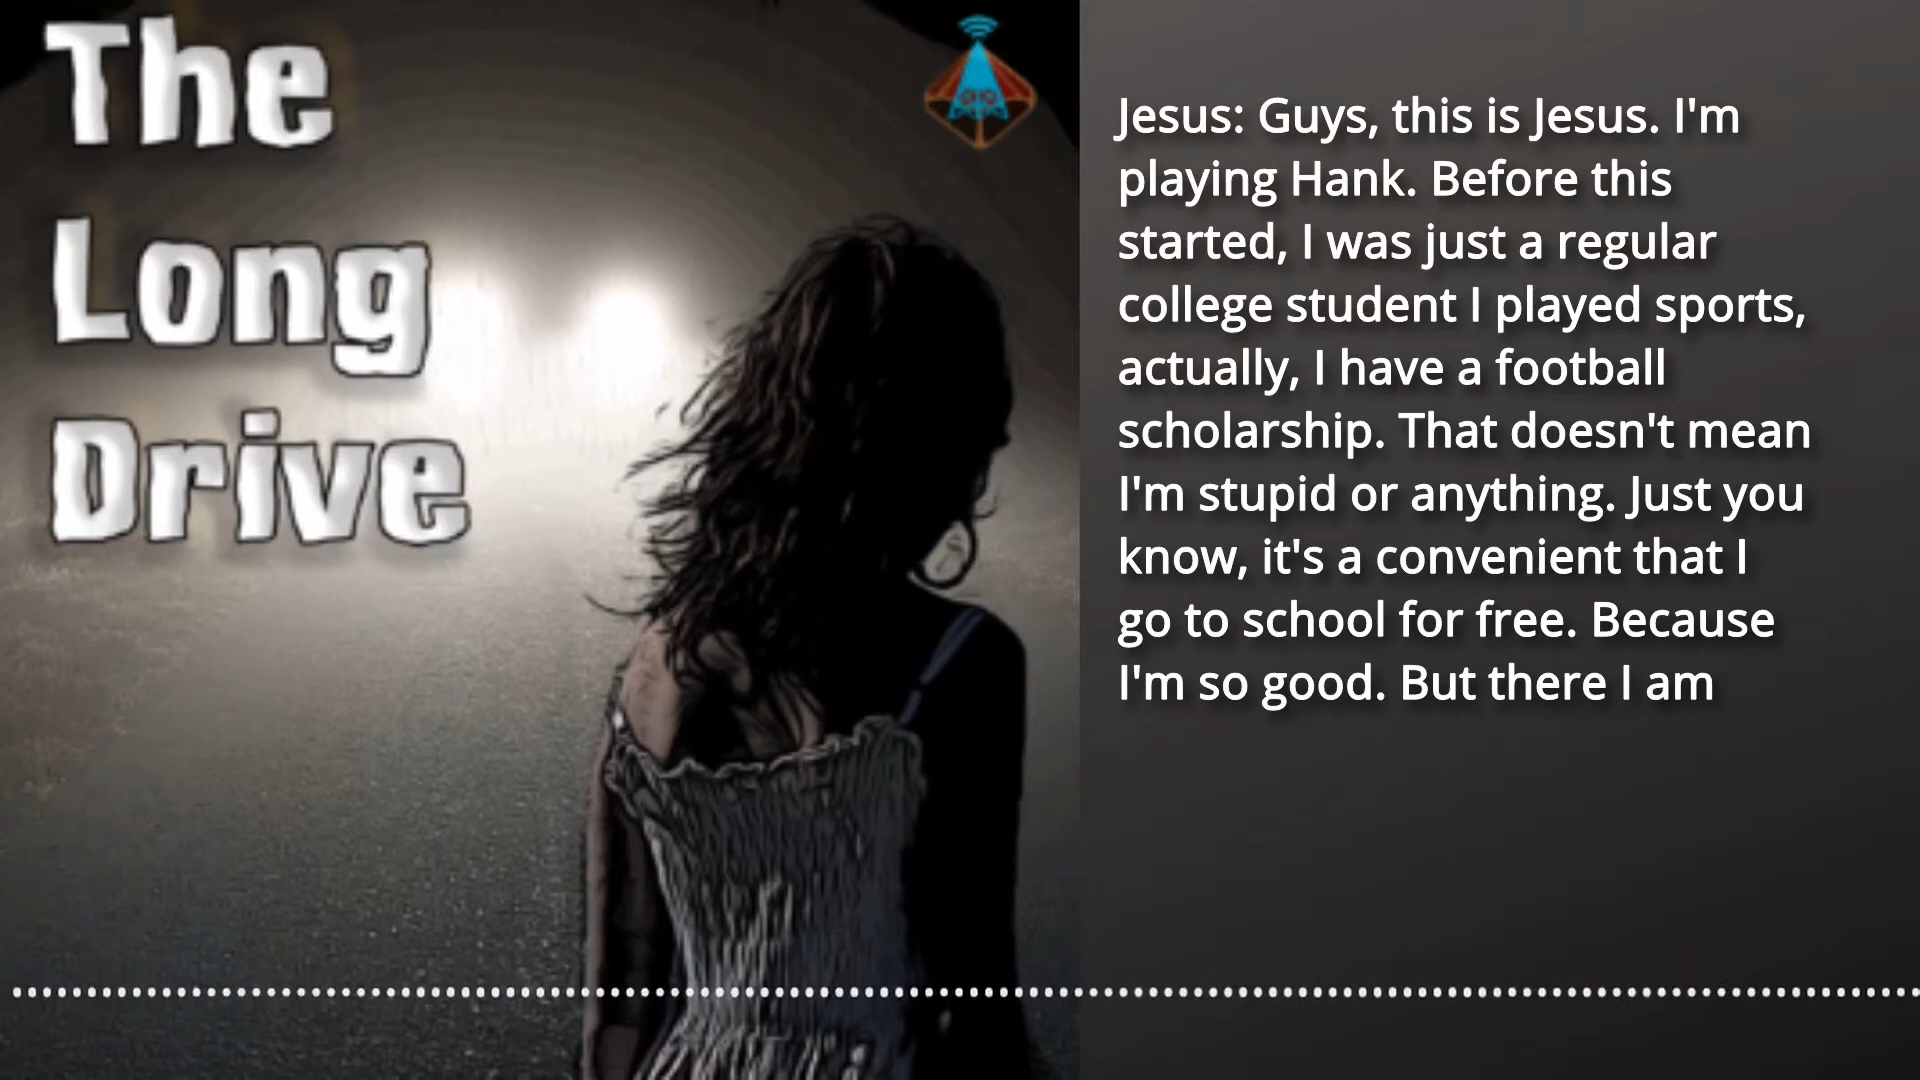 The
Long
Drive
Jesus: Guys, this is Jesus. I'm
playing Hank. Before this
started, I was just a regular
college student I played sports,
actually, I have a football
scholarship. That doesn't mean
I'm stupid or anything. Just you
know, it's a convenient that I
go to school for free. Because
I'm so good. But there I am